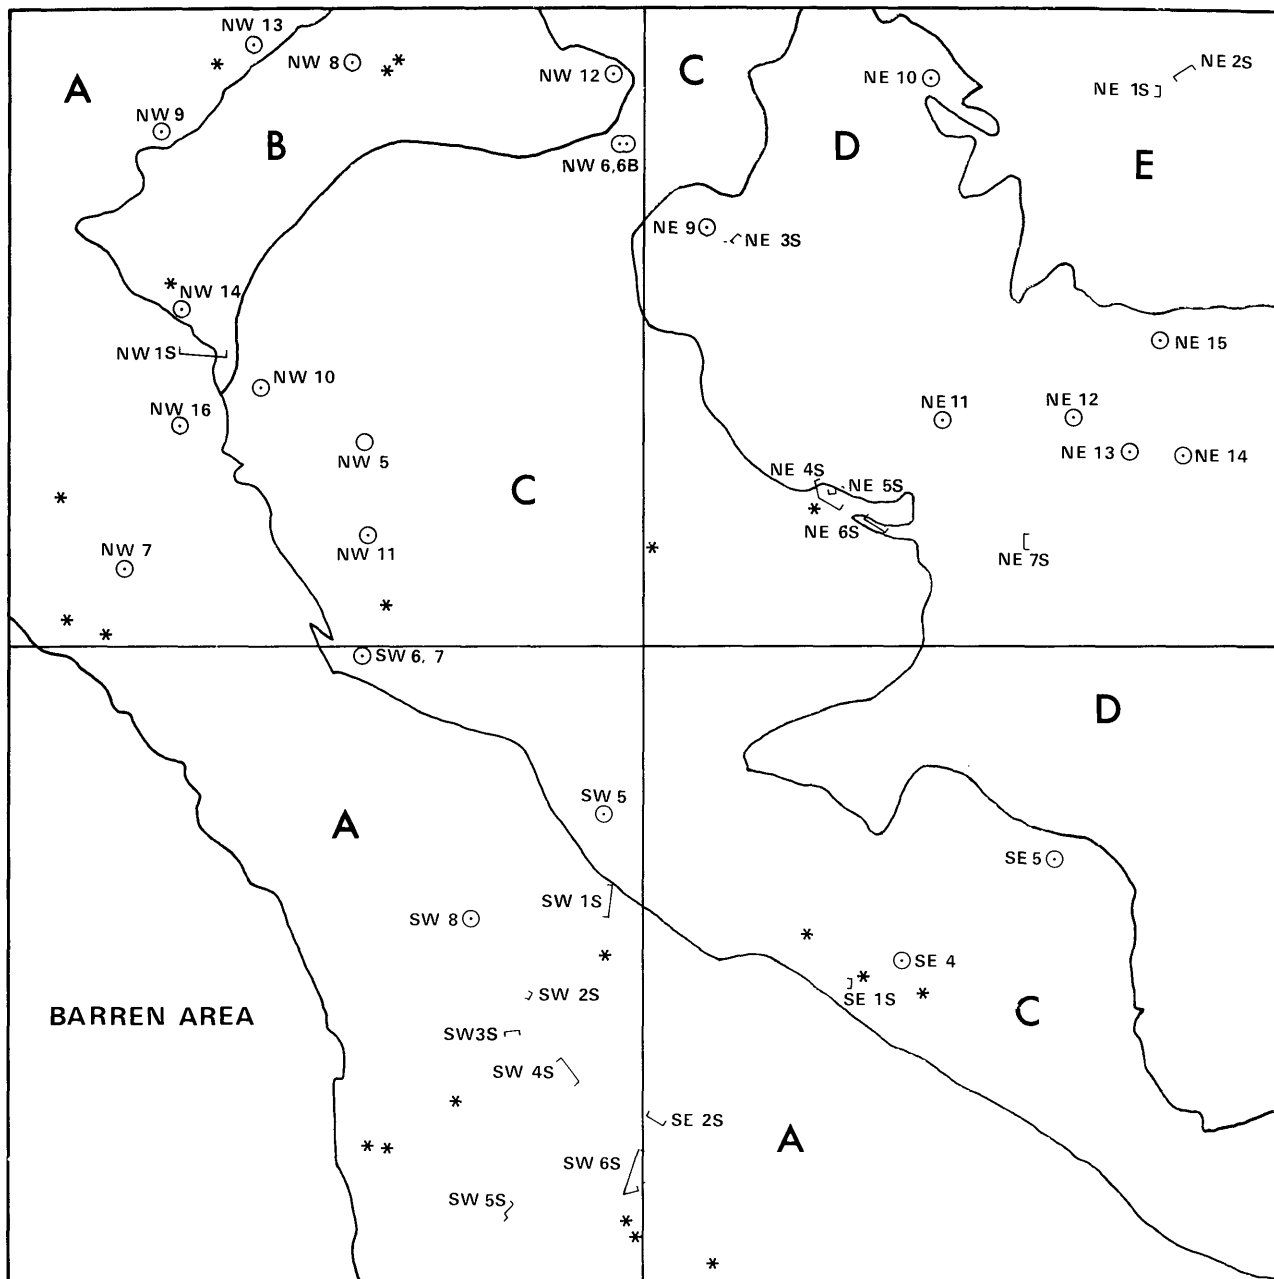 NW 13
NW 8
NW 12
C
NE 10
NE 2S
NE 1S
A
NW 9
B
NW 6,6B
D
E
NE 9
NE 3S
NW 14
NW 1S
NE 15
NW 10
NW 16
NE 11
NE 12
NW 5
NE 13
NE 14
NE 4S
NE 5S
C
NE 6S
NW 7
NW 11
NE 7S
SW 6, 7
D
SW 5
A
SE 5
SW 1S
SW 8
SE 4
SW 2S
SE 1S
BARREN AREA
C
SW3S
SW 4S
SE 2S
A
SW 6S
SW 5S